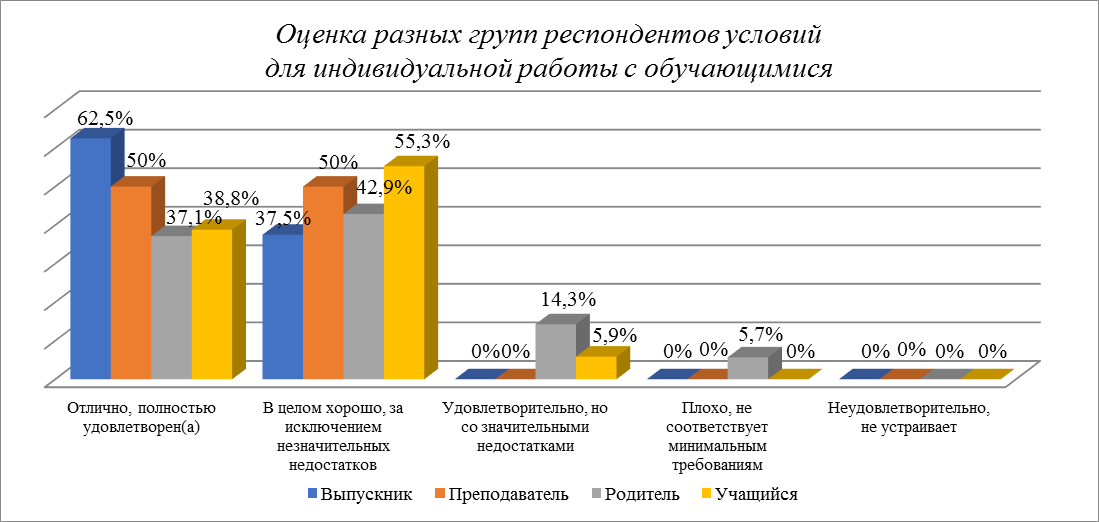 Оценка разных групп респондентов условий
для индивидуальной работы с обучающимися
62,5%
50%
37,1%
38,8%
37,5%
50%
42,9%
55,3%
0%
0%
14,3%
5,9%
0%
0%
5,7%
0%
0%
0%
0%
0%
Отлично, полностью
удовлетворен(а)
В целом хорошо, за
исключением
незначительных
недостатков
Удовлетворительно, но
со значительными
недостатками
Плохо, не
соответствует
минимальным
требованиям
Неудовлетворительно,
не устраивает
Выпускник
Преподаватель
Родитель
Учащийся